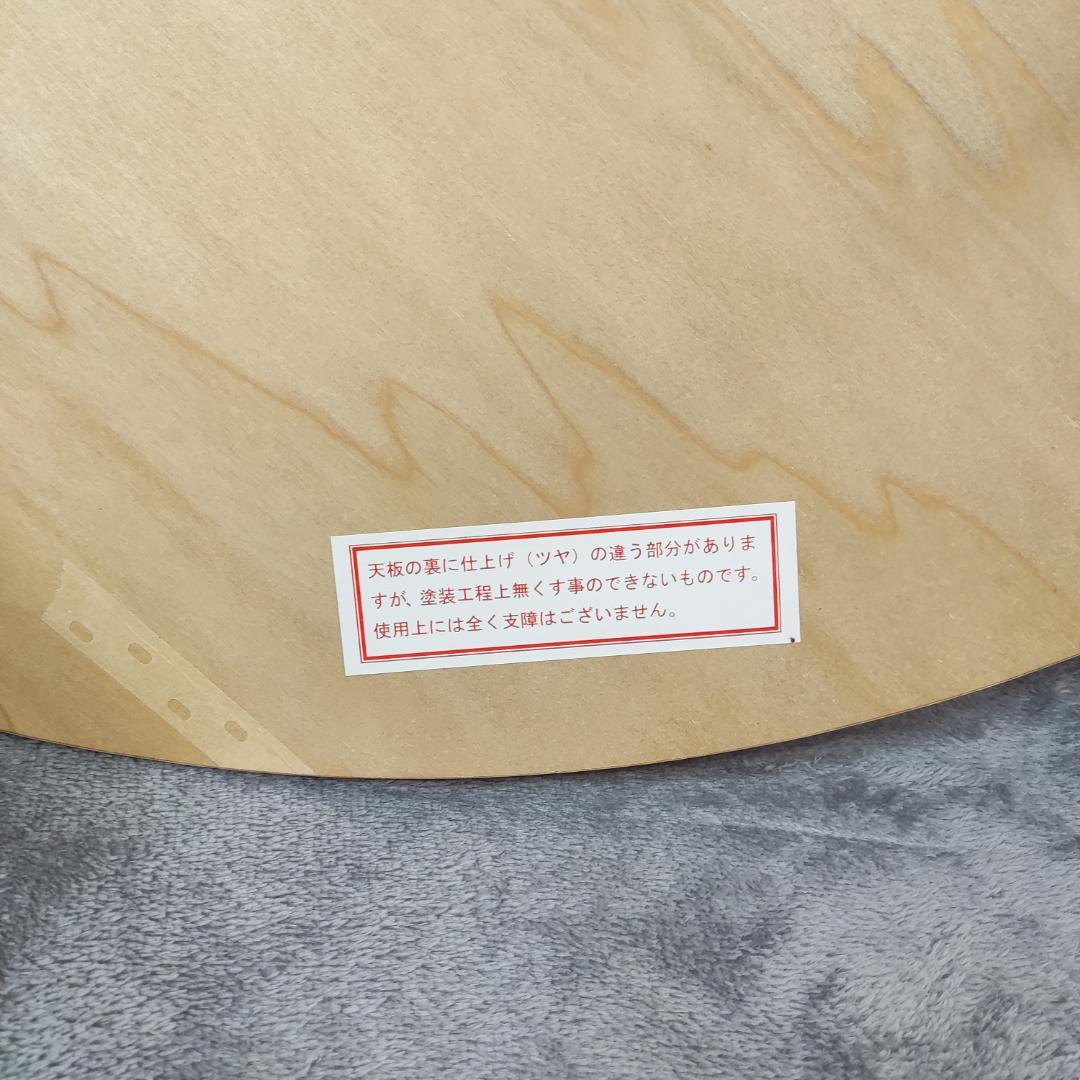 天板の裏に仕上げ（ツヤ）の違う部分がありま
すが、塗装工程上無くす事のできないものです。
使用上には全く支障はございません。